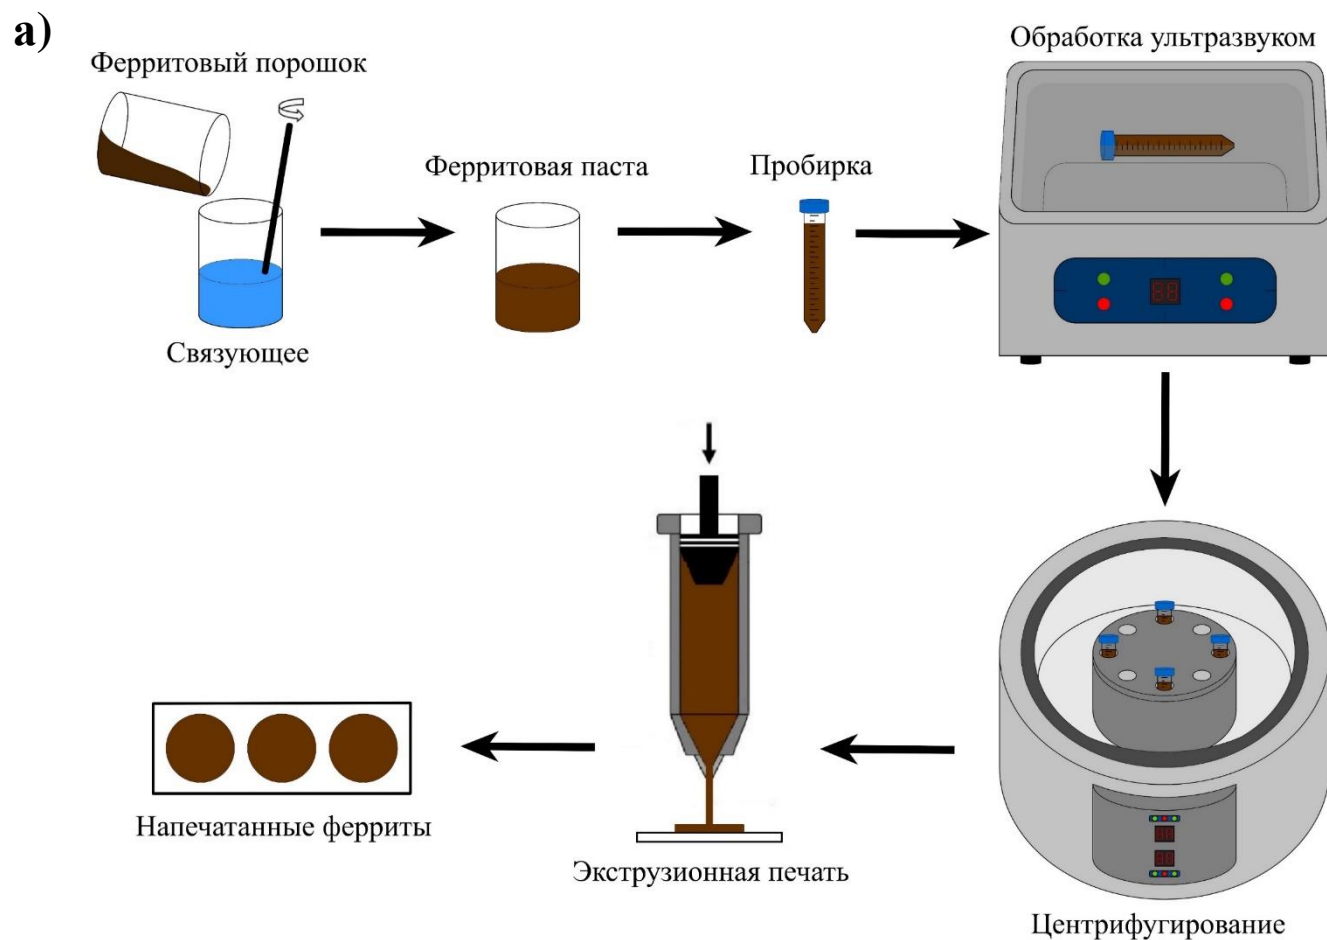 а)
Ферритовый порошок
Обработка ультразвуком
Ферритовая паста
Пробирка
Связующее
Напечатанные ферриты
Экструзионная печать
Центрифугирование